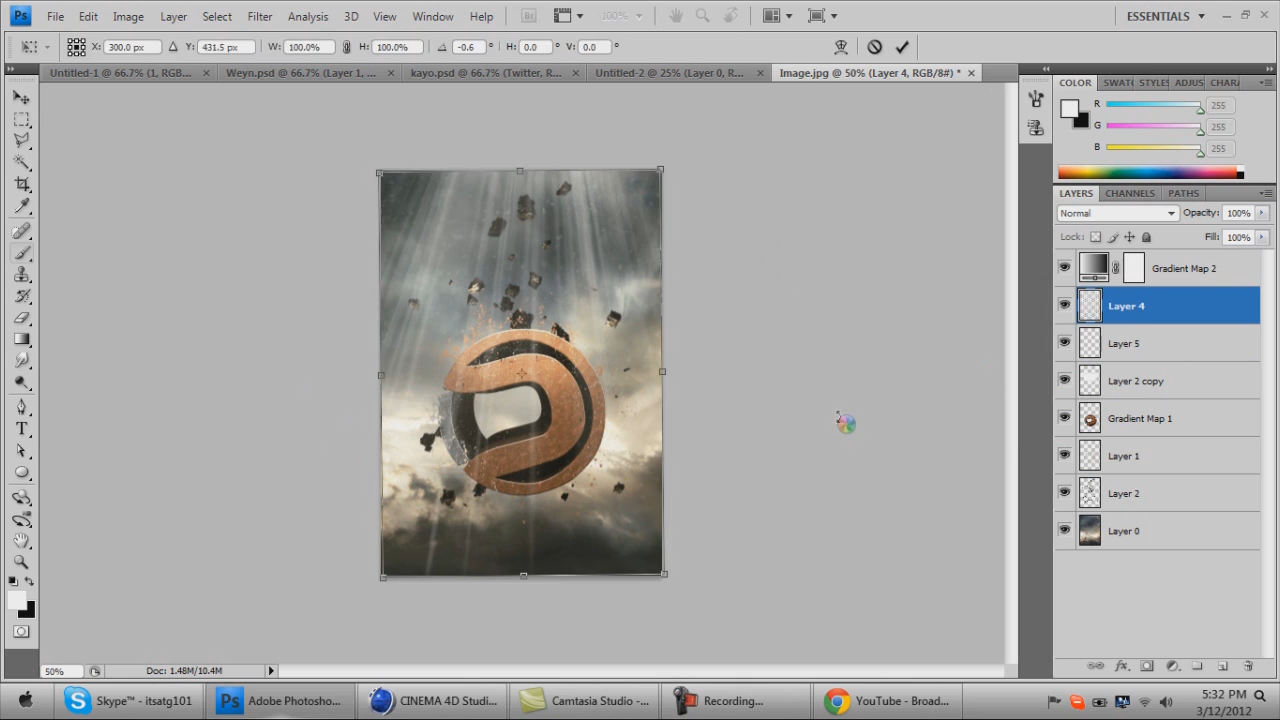 Ps File Edit Image Layer Select Filter Analysis 3D View Window Help Br 100% ESSENTIALS
X: 300.0 px Y: 431.5 px W: 100.0% H: 100.0% -0.6 ° H: 0.0 ° V: 0.0 °
Untitled-1 @ 66.7% (1, RGB... × Weyn.psd @ 66.7% (Layer 1, ... × kayo.psd @ 66.7% (Twitter, R... × Untitled-2 @ 25% (Layer 0, R... × Image.jpg @ 50% (Layer 4, RGB/8#) * ×
COLOR SWATC STYLES ADJUS CHARA
R 255
G 255
B 255
LAYERS CHANNELS PATHS
Normal Opacity: 100%
Lock: Fill: 100%
Gradient Map 2
Layer 4
Layer 5
Layer 2 copy
Gradient Map 1
Layer 1
Layer 2
Layer 0
T
fx
50% Doc: 1.48M/10.4M
Skype™ - itsatg101 Ps Adobe Photosho... CINEMA 4D Studi... Camtasia Studio -... Recording... YouTube - Broad...
5:32 PM
3/12/2012